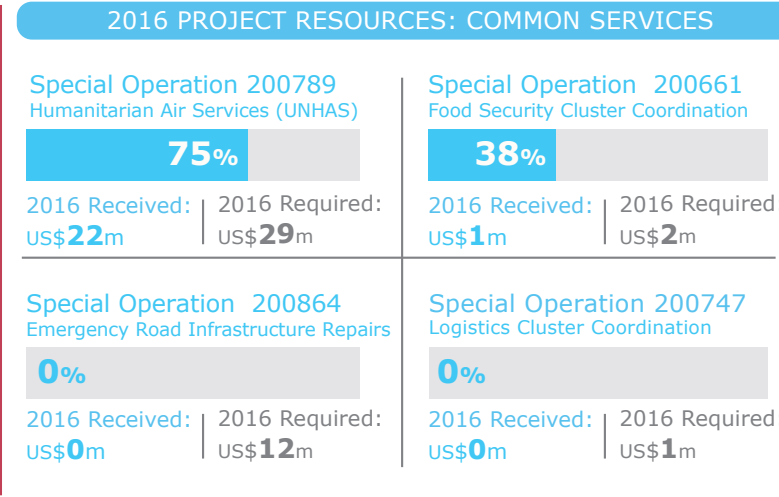 2016 PROJECT RESOURCES: COMMON SERVICES
Special Operation 200789
Humanitarian Air Services (UNHAS)
75%
2016 Received:
US$22m
2016 Required:
US$29m
Special Operation 200661
Food Security Cluster Coordination
38%
2016 Received:
US$1m
2016 Required
US$2m
Special Operation 200864
Emergency Road Infrastructure Repairs
0%
2016 Received:
US$0m
2016 Required:
US$12m
Special Operation 200747
Logistics Cluster Coordination
0%
2016 Received:
US$0m
2016 Required
US$1m